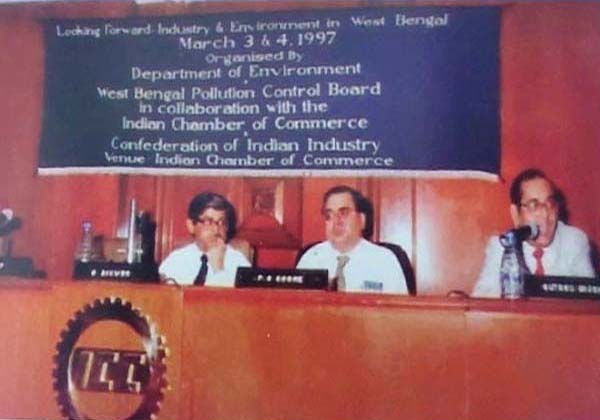 Looking Forward: Industry & Environment in West Bengal
March 3 & 4, 1997
Organised By
Department of Environment
West Bengal Pollution Control Board
in collaboration with the
Indian Chamber of Commerce
Confederation of Indian Industry
Venue-Indian Chamber of Commerce
ICC